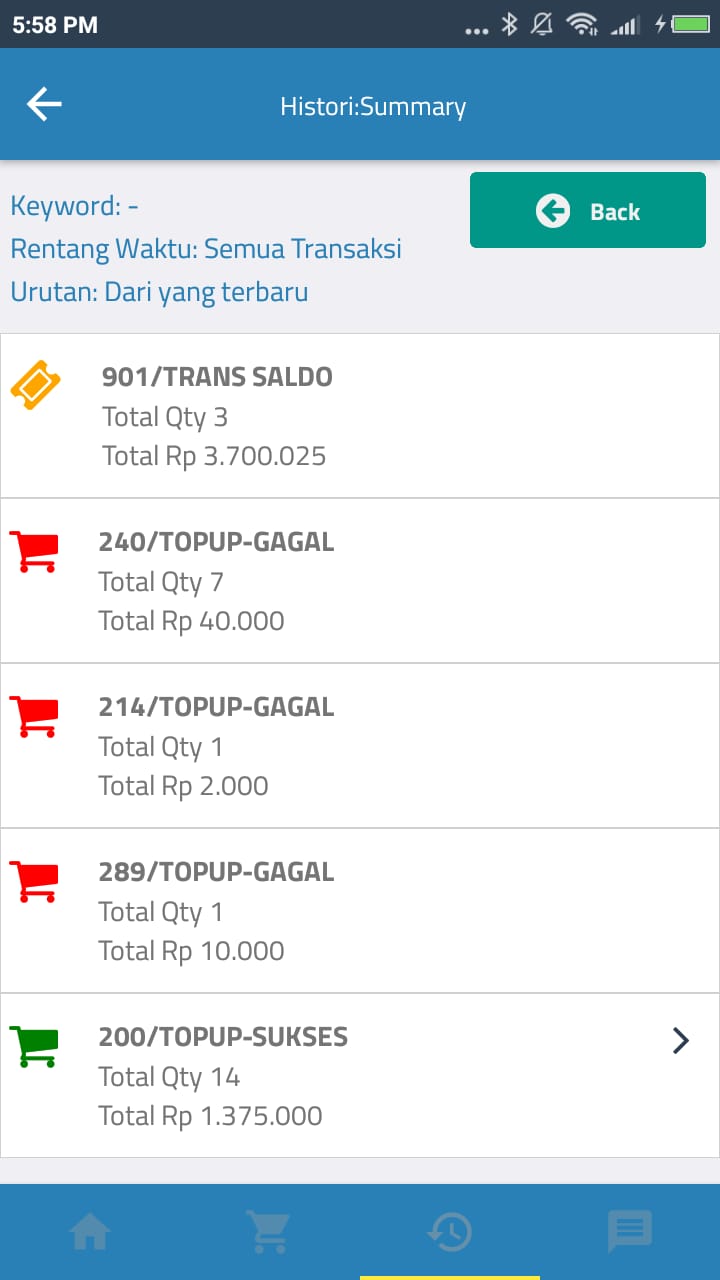 5:58 PM
Histori:Summary
Keyword: -
Back
Rentang Waktu: Semua Transaksi
Urutan: Dari yang terbaru
901/TRANS SALDO
Total Qty 3
Total Rp 3.700.025
240/TOPUP-GAGAL
Total Qty 7
Total Rp 40.000
214/TOPUP-GAGAL
Total Qty 1
Total Rp 2.000
289/TOPUP-GAGAL
Total Qty 1
Total Rp 10.000
200/TOPUP-SUKSES
Total Qty 14
Total Rp 1.375.000